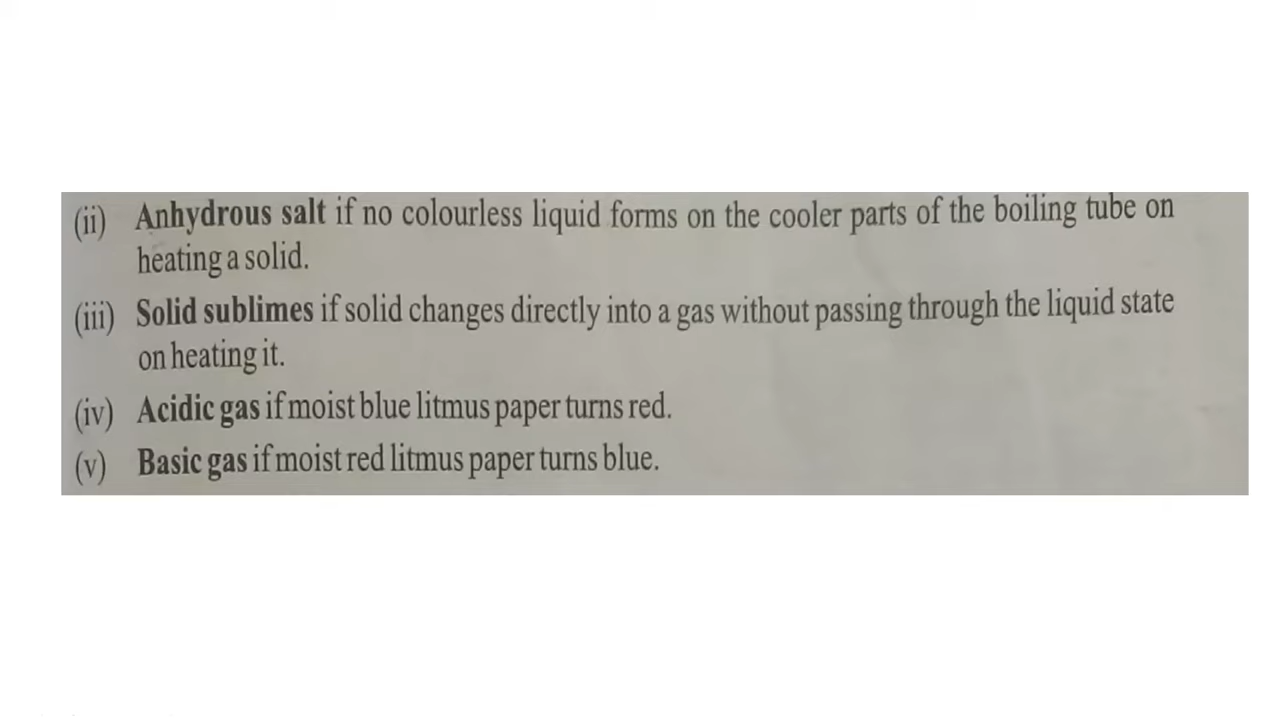 (ii) Anhydrous salt if no colourless liquid forms on the cooler parts of the boiling tube on
heating a solid.
(iii) Solid sublimes if solid changes directly into a gas without passing through the liquid state
on heating it.
(iv) Acidic gas if moist blue litmus paper turns red.
(v) Basic gas if moist red litmus paper turns blue.